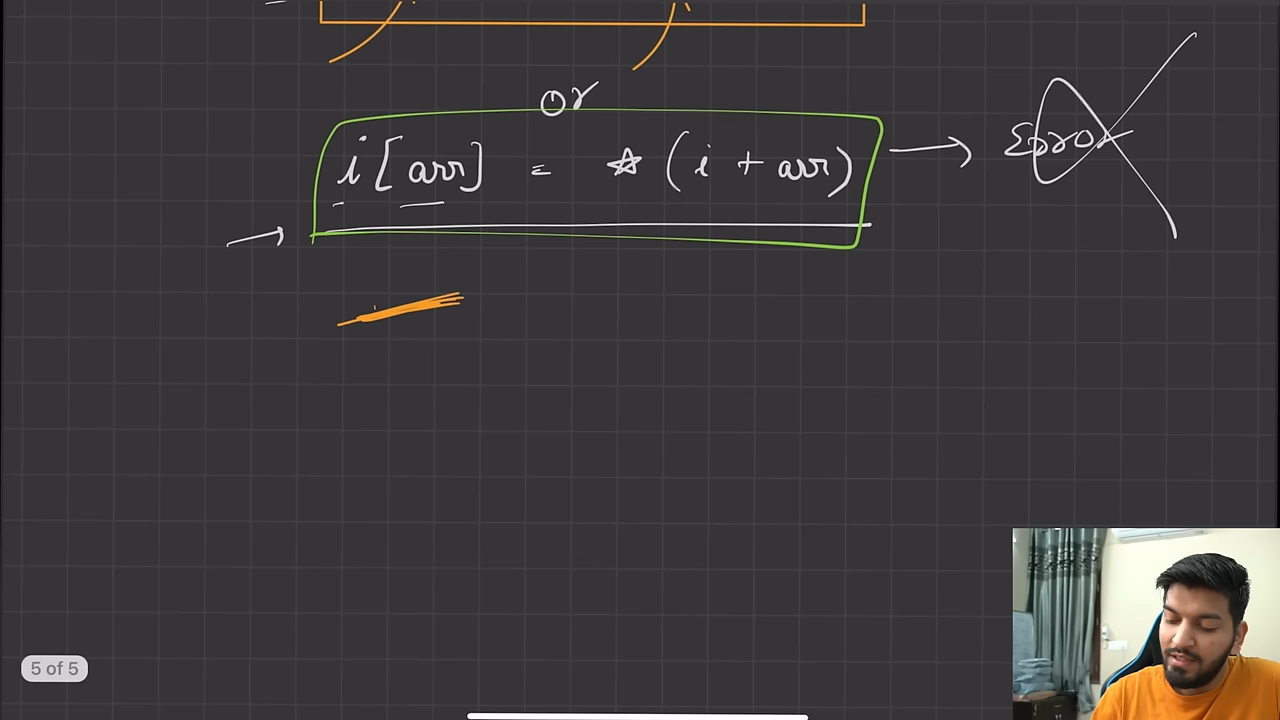 or
i[arr] = *(i + arr) → Error
5 of 5